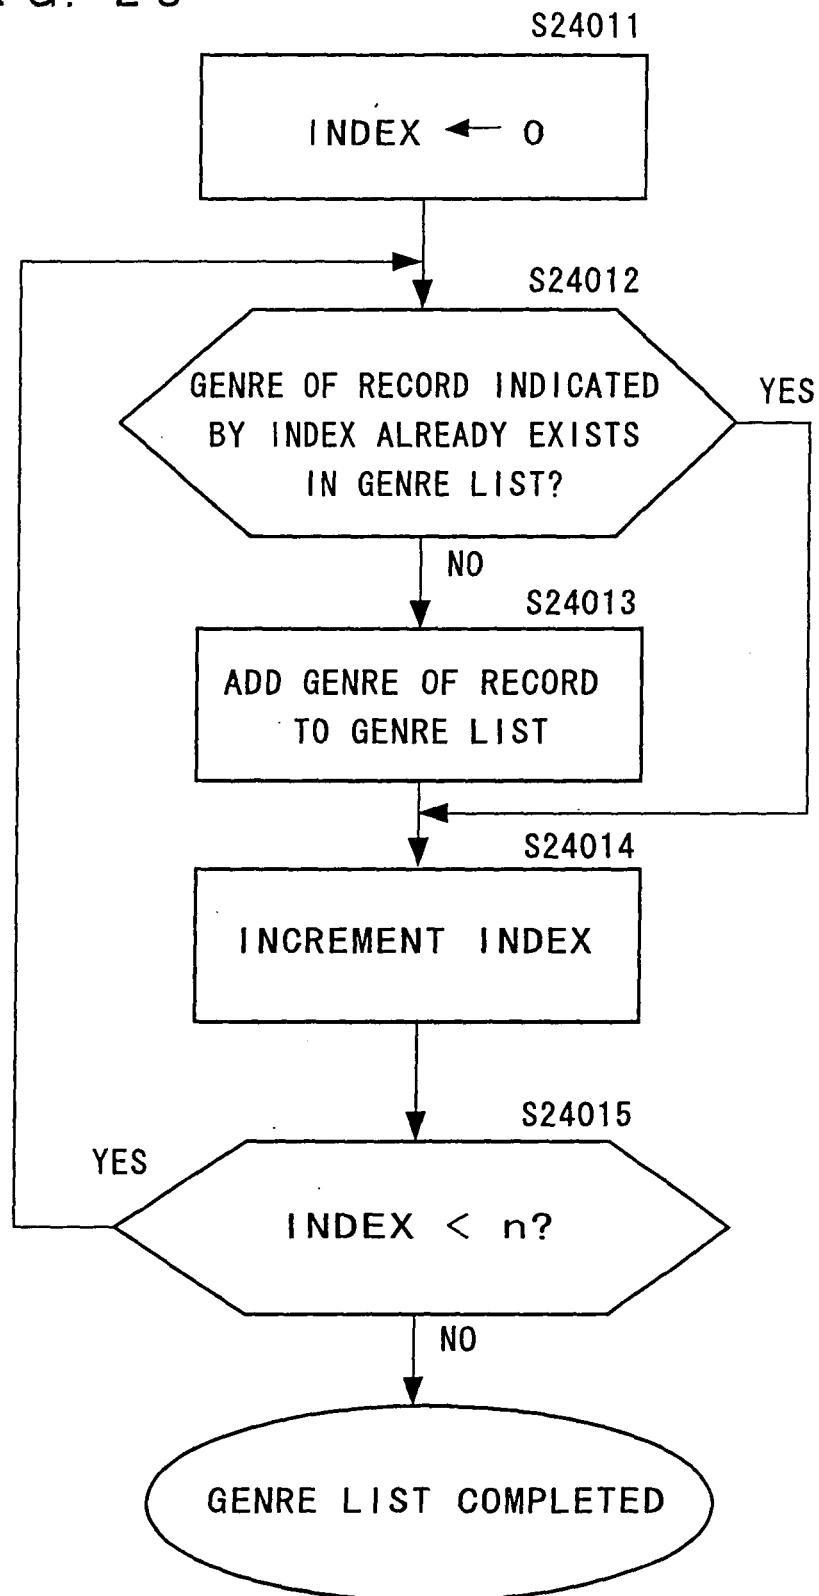 S24011
INDEX ← 0
S24012
GENRE OF RECORD INDICATED
BY INDEX ALREADY EXISTS
IN GENRE LIST?
YES
NO
S24013
ADD GENRE OF RECORD
TO GENRE LIST
S24014
INCREMENT INDEX
S24015
YES
INDEX < n?
NO
GENRE LIST COMPLETED